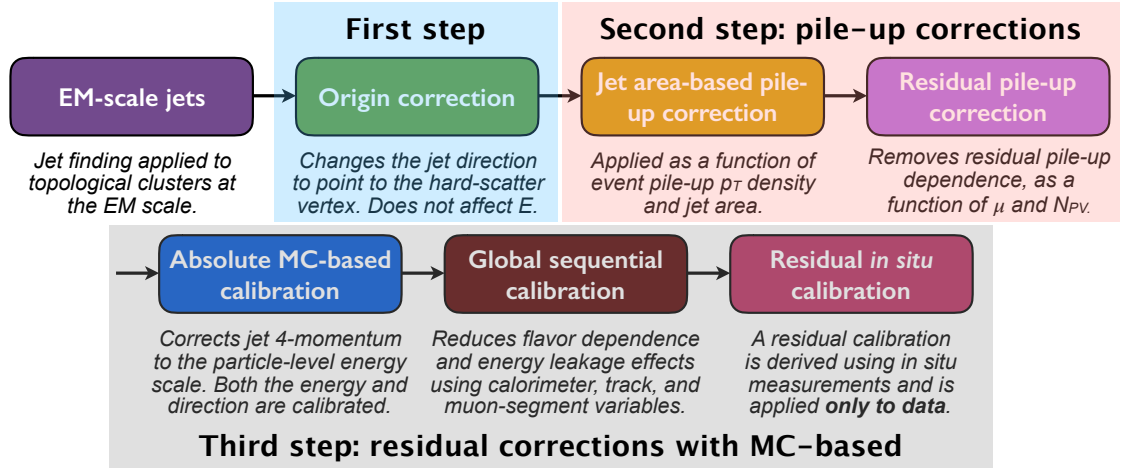 First step
Second step: pile-up corrections
EM-scale jets
Origin correction
Jet area-based pile-
up correction
Residual pile-up
correction
Jet finding applied to
topological clusters at
the EM scale.
Changes the jet direction
to point to the hard-scatter
vertex. Does not affect E.
Applied as a function of
event pile-up pT density
and jet area.
Removes residual pile-up
dependence, as a
function of μ and NPV.
Absolute MC-based
calibration
Global sequential
calibration
Residual in situ
calibration
Corrects jet 4-momentum
to the particle-level energy
scale. Both the energy and
direction are calibrated.
Reduces flavor dependence
and energy leakage effects
using calorimeter, track, and
muon-segment variables.
A residual calibration
is derived using in situ
measurements and is
applied only to data.
Third step: residual corrections with MC-based